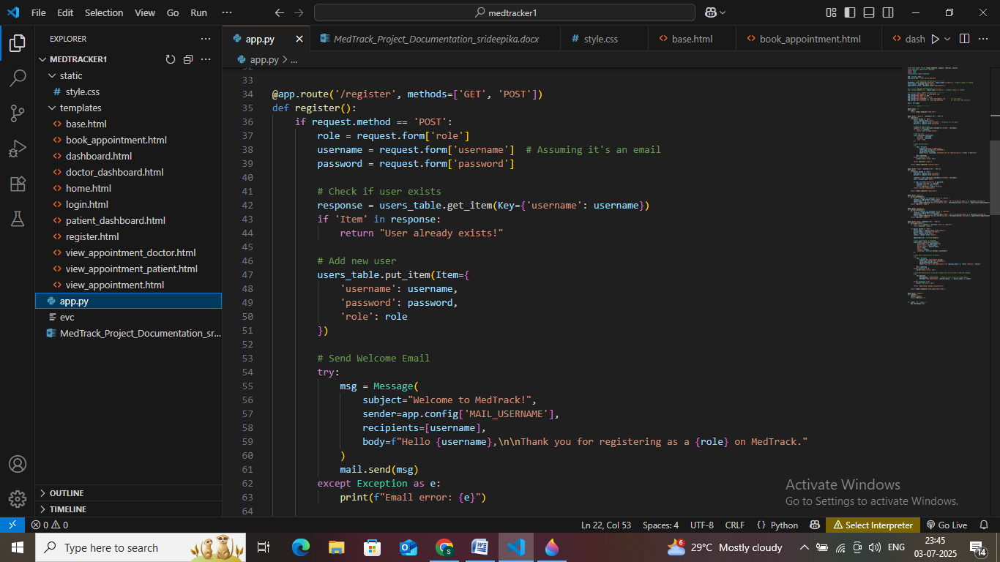 File Edit Selection View Go Run ··· medtracker1
EXPLORER
MEDTRACKER1
static
# style.css
templates
<> base.html
<> book_appointment.html
<> dashboard.html
<> doctor_dashboard.html
<> home.html
<> login.html
<> patient_dashboard.html
<> register.html
<> view_appointment_doctor.html
<> view_appointment_patient.html
<> view_appointment.html
app.py
evc
MedTrack_Project_Documentation_sr...
OUTLINE
TIMELINE
app.py MedTrack_Project_Documentation_srideepika.docx # style.css <> base.html <> book_appointment.html <> dash
app.py > ...
32
33
34 @app.route('/register', methods=['GET', 'POST'])
35 def register():
36     if request.method == 'POST':
37         role = request.form['role']
38         username = request.form['username']  # Assuming it's an email
39         password = request.form['password']
40
41         # Check if user exists
42         response = users_table.get_item(Key={'username': username})
43         if 'Item' in response:
44             return "User already exists!"
45
46         # Add new user
47         users_table.put_item(Item={
48             'username': username,
49             'password': password,
50             'role': role
51         })
52
53         # Send Welcome Email
54         try:
55             msg = Message(
56                 subject="Welcome to MedTrack!",
57                 sender=app.config['MAIL_USERNAME'],
58                 recipients=[username],
59                 body=f"Hello {username},\n\nThank you for registering as a {role} on MedTrack."
60             )
61             mail.send(msg)
62         except Exception as e:
63             print(f"Email error: {e}")
64
Activate Windows
Go to Settings to activate Windows.
0 0 Ln 22, Col 53 Spaces: 4 UTF-8 CRLF {} Python Select Interpreter Go Live
Type here to search 6 29°C Mostly cloudy ENG 23:45 03-07-2025 14